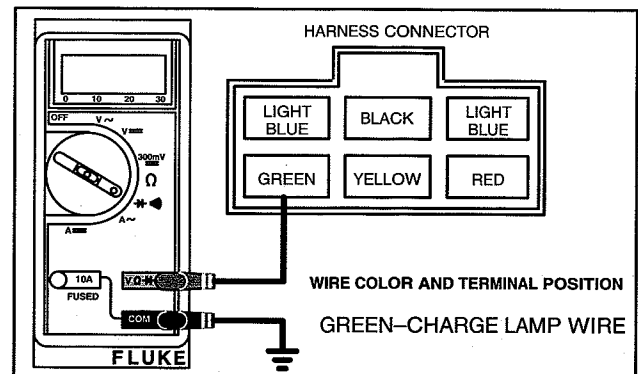 HARNESS CONNECTOR
0 10 20 30
OFF
V~
V
300mV
Ω
A~
A
10A
FUSED
VΩ
COM
FLUKE
LIGHT BLUE
BLACK
LIGHT BLUE
GREEN
YELLOW
RED
WIRE COLOR AND TERMINAL POSITION
GREEN–CHARGE LAMP WIRE